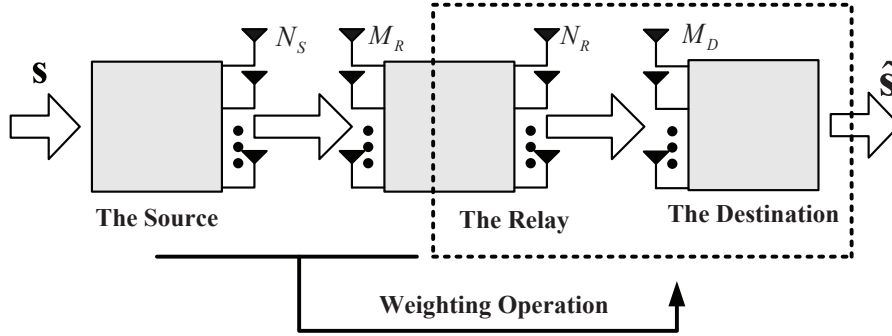 N_S M_R N_R M_D
s ŝ
The Source The Relay The Destination
Weighting Operation